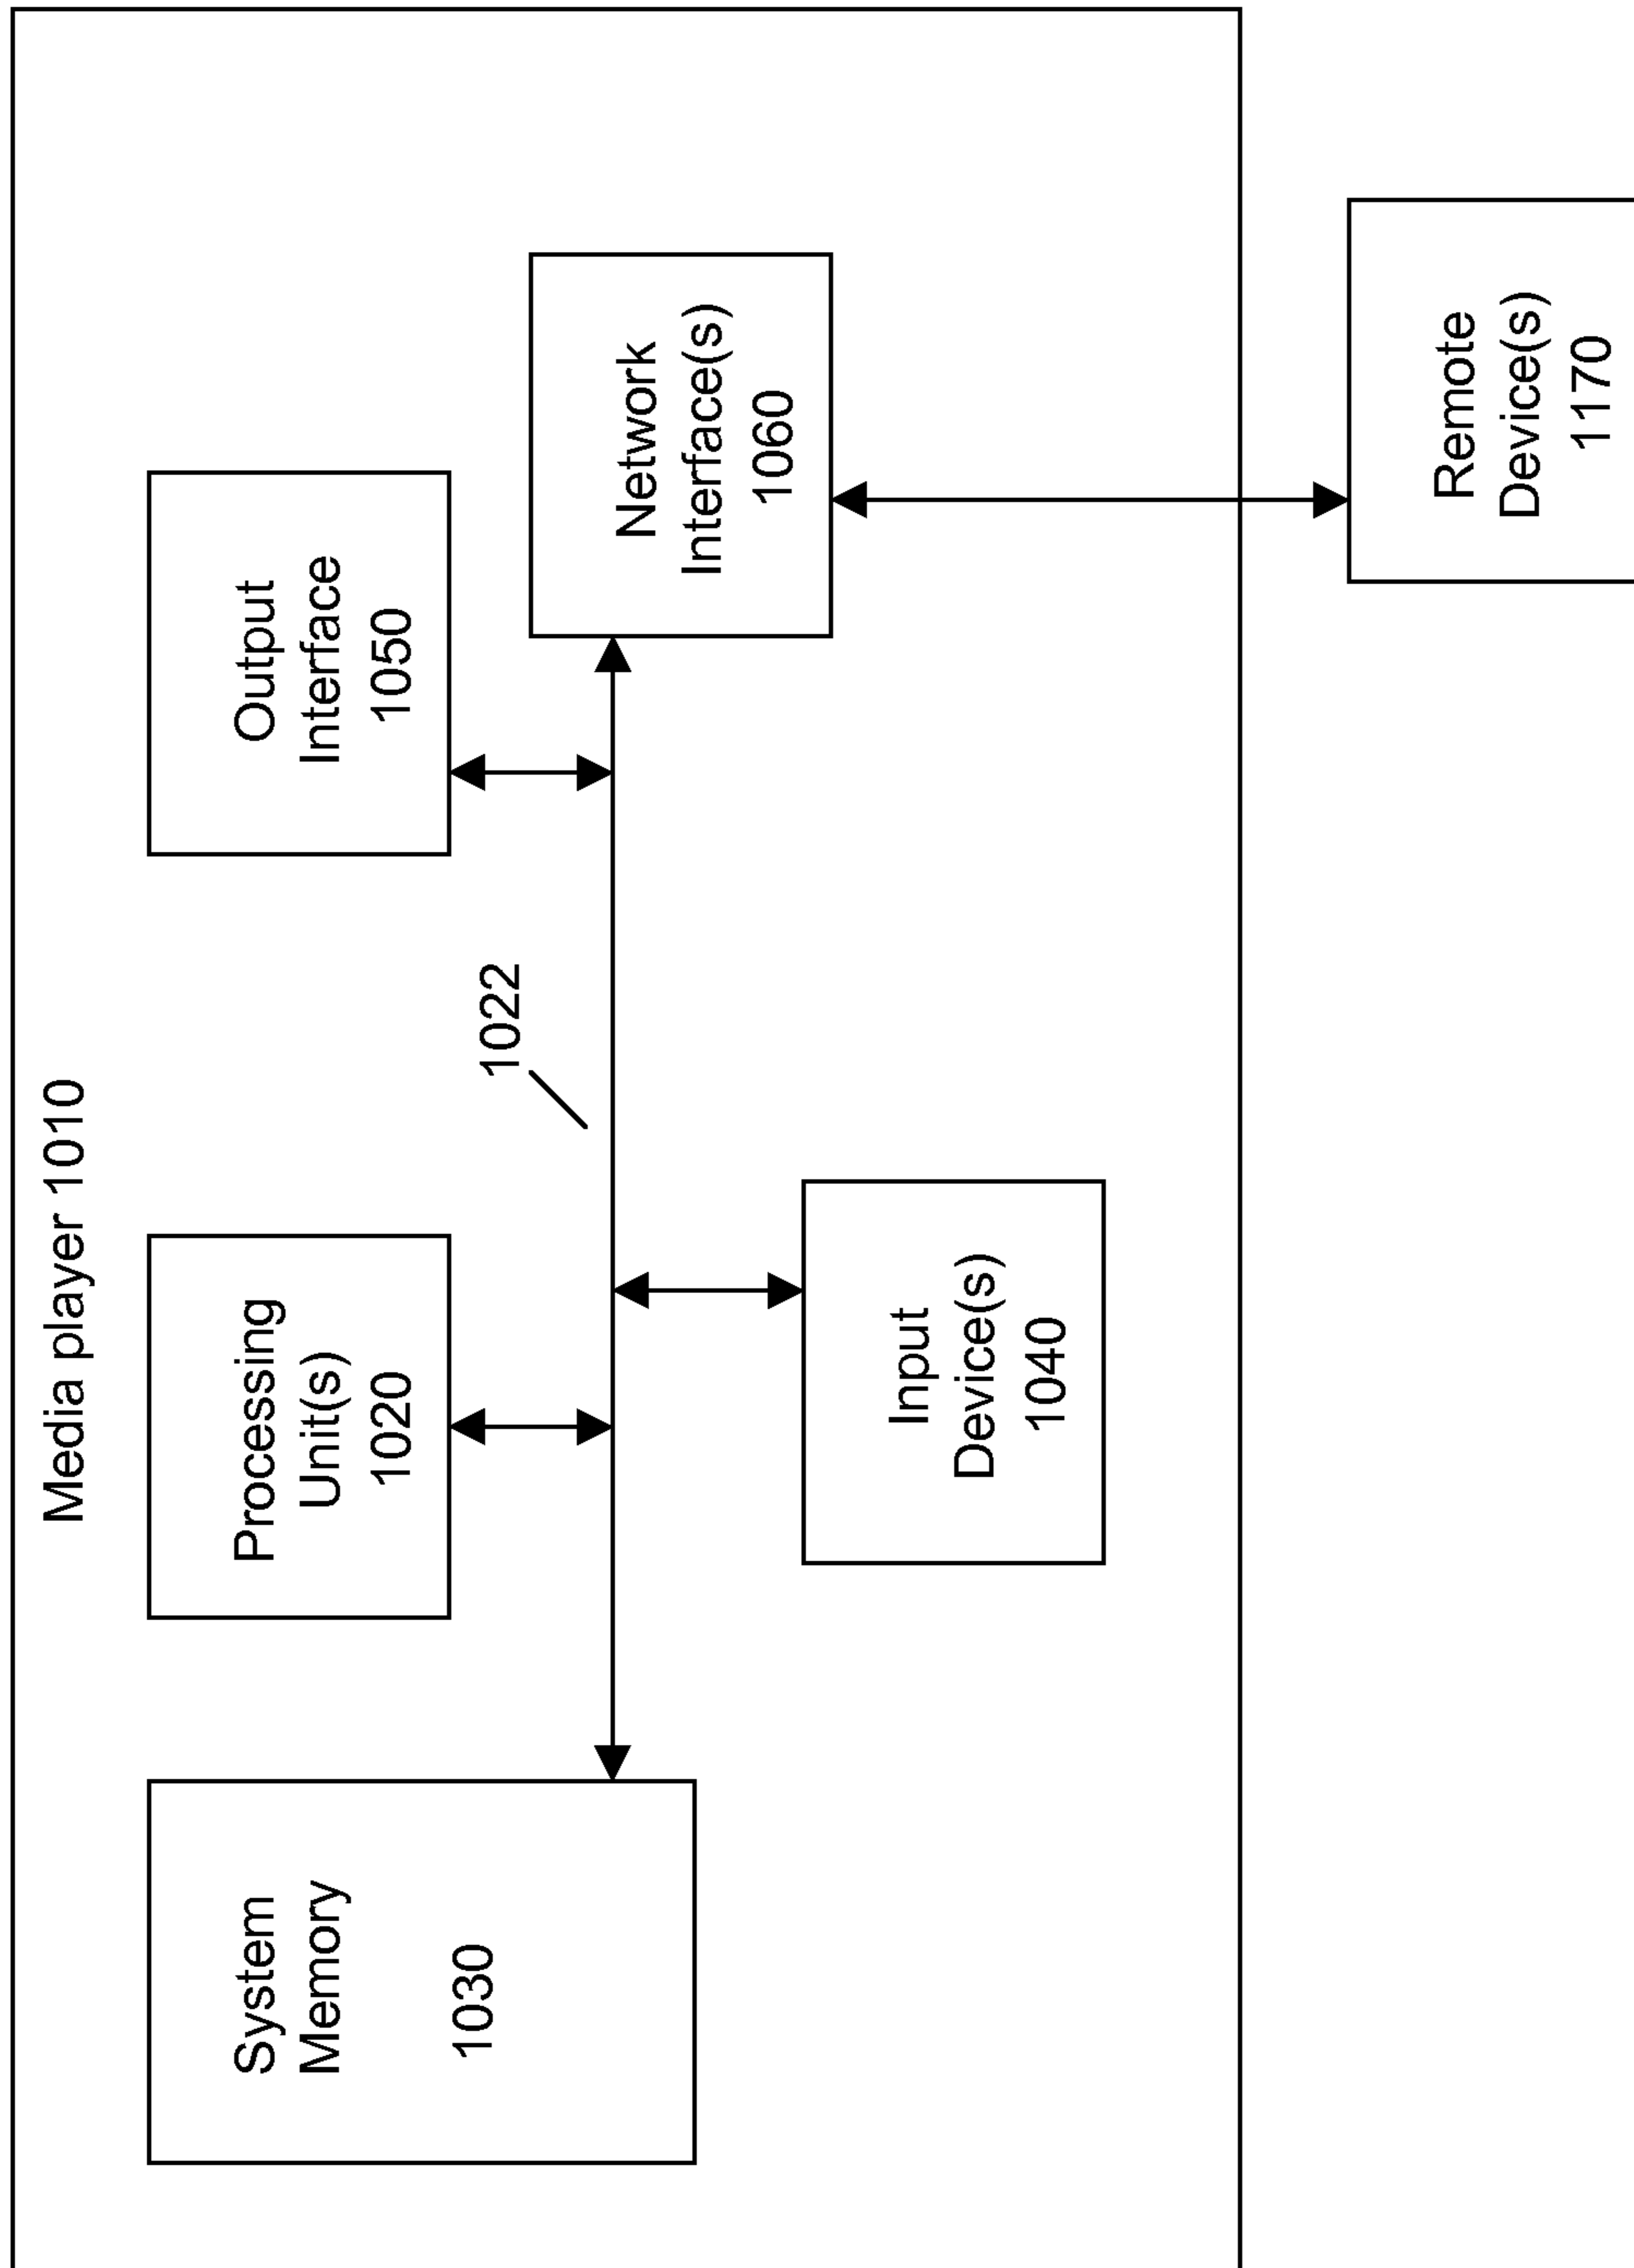 Media player 1010
System
Memory
1030
Processing
Unit(s)
1020
Output
Interface
1050
1022
Network
Interface(s)
1060
Input
Device(s)
1040
Remote
Device(s)
1170